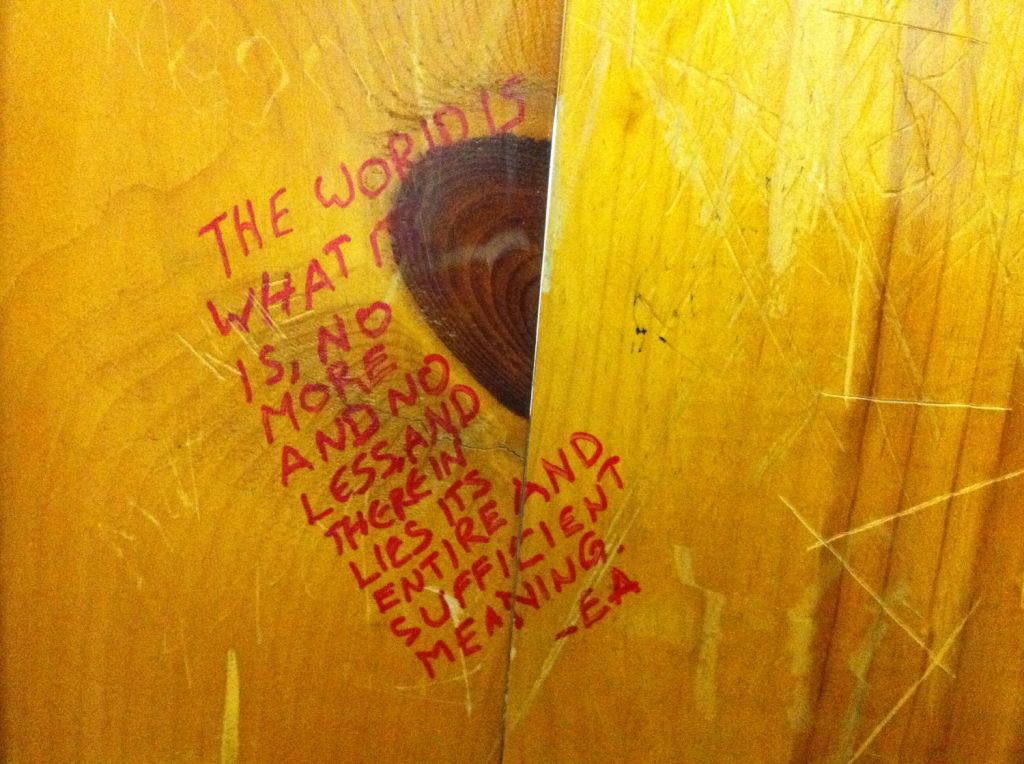 THE WORLD IS
WHAT IT
IS, NO
MORE
AND NO
LESS, AND
THEREIN
LIES ITS
ENTIRE AND
SUFFICIENT
MEANING.
-EA